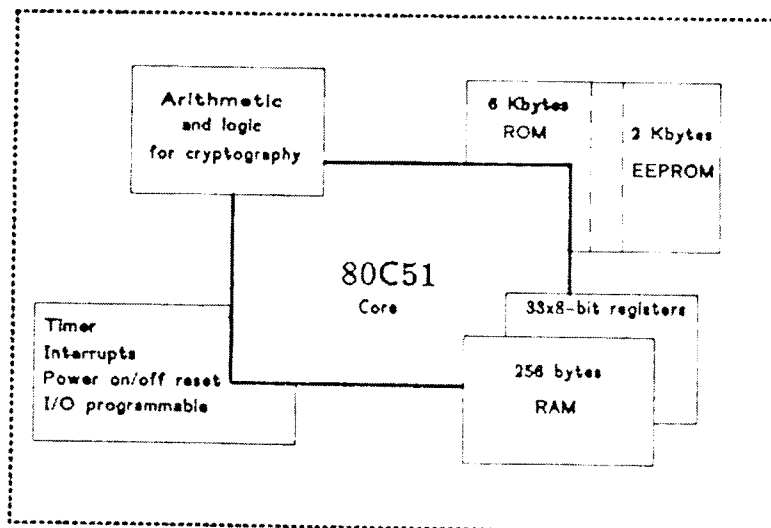 Arithmetic
and logic
for cryptography
6 Kbytes
ROM
2 Kbytes
EEPROM
80C51
Core
33x8-bit registers
Timer
Interrupts
Power on/off reset
I/O programmable
256 bytes
RAM